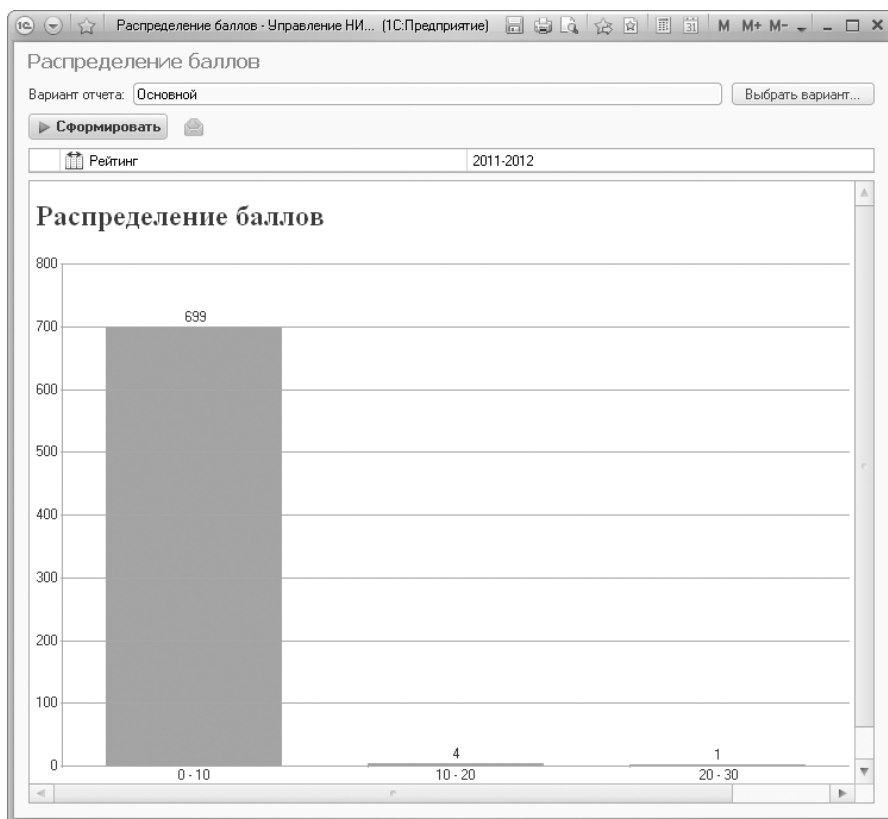 Распределение баллов - Управление НИ... (1С:Предприятие) M M+ M-
Распределение баллов
Вариант отчета: Основной Выбрать вариант...
Сформировать
Рейтинг 2011-2012
Распределение баллов
800
699
700
600
500
400
300
200
100
4 1
0
0 - 10 10 - 20 20 - 30